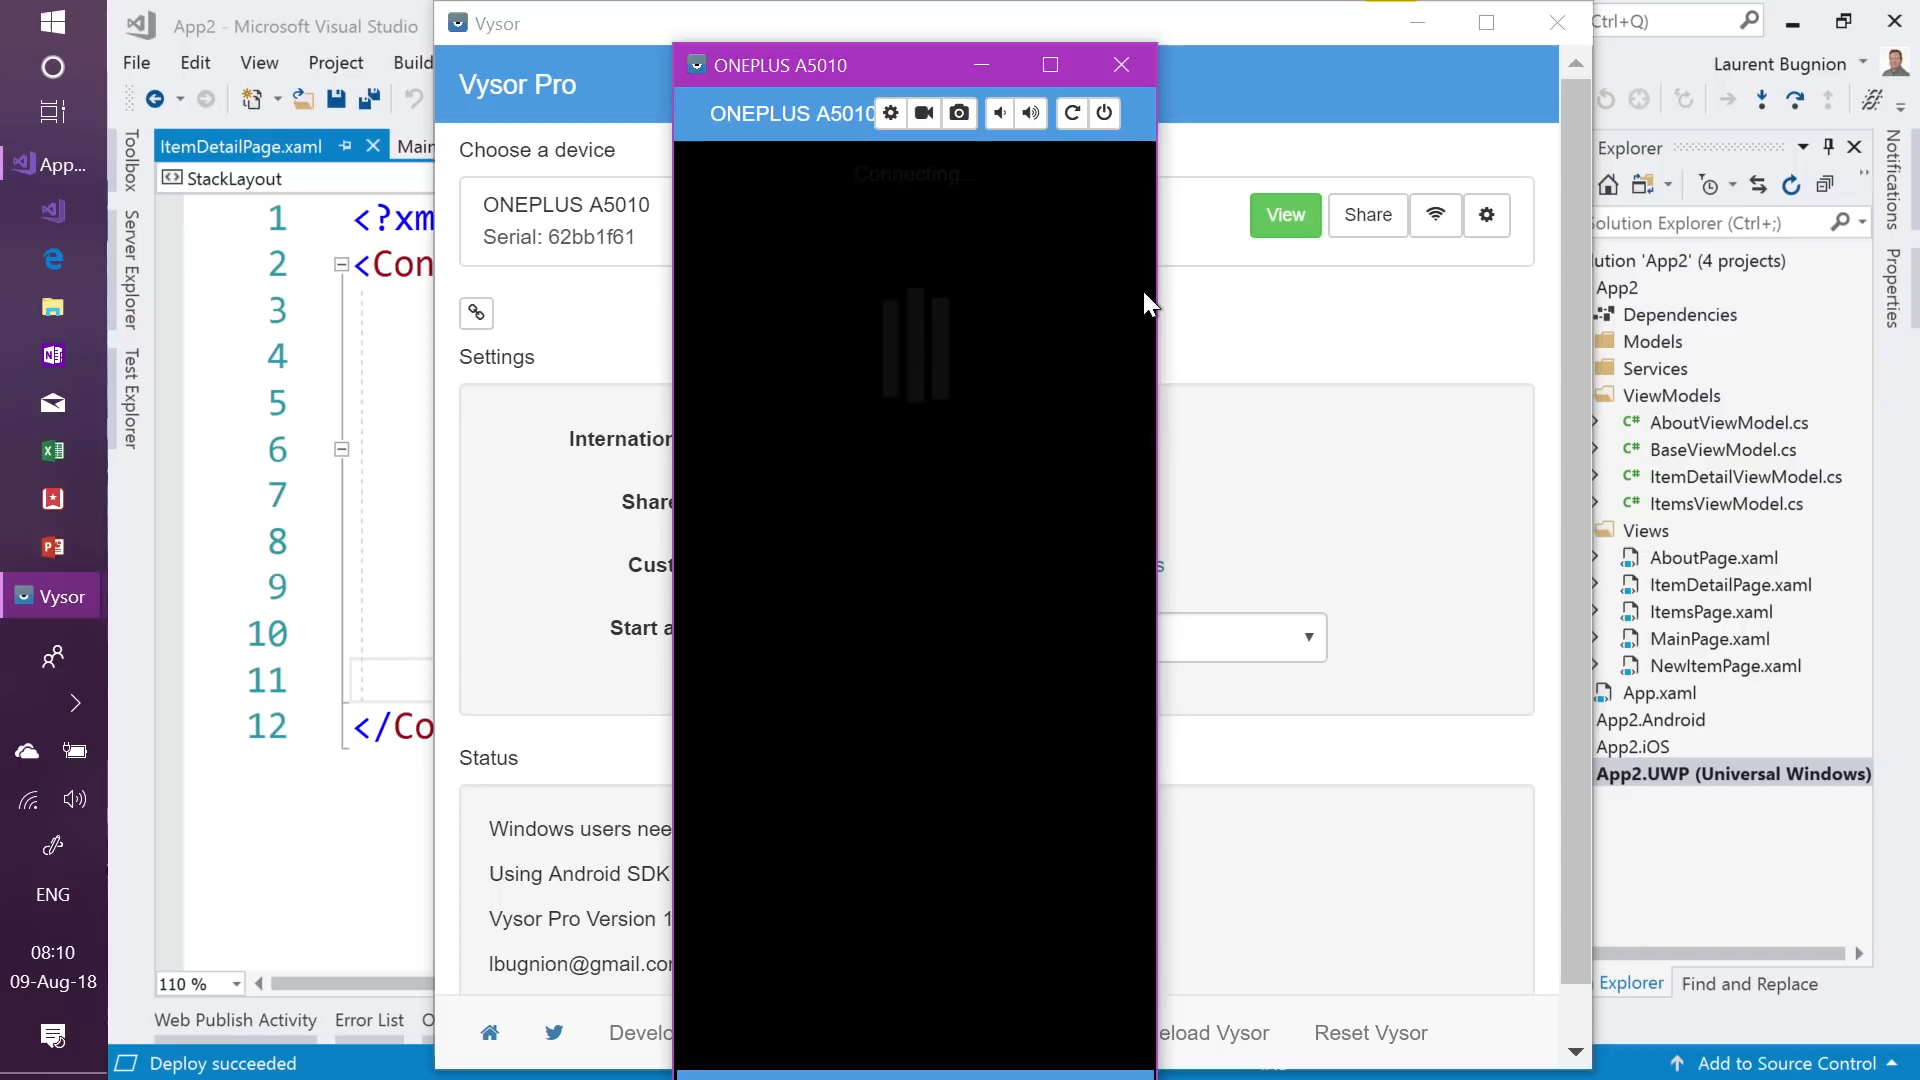 App...
Vysor
ENG
08:10
09-Aug-18
App2 - Microsoft Visual Studio
File Edit View Project Build
Toolbox
Server Explorer
Test Explorer
ItemDetailPage.xaml
StackLayout
1 <?xm
2 <Con
3
4
5
6
7
8
9
10
11
12 </Co
110 %
Web Publish Activity Error List O
Deploy succeeded
Vysor
Vysor Pro
Choose a device
ONEPLUS A5010
Serial: 62bb1f61
View Share
Settings
Internation
Share
Cust
s
Start a
Status
Windows users nee
Using Android SDK
Vysor Pro Version 1
lbugnion@gmail.co
Develo
eload Vysor Reset Vysor
ONEPLUS A5010
ONEPLUS A5010
Connecting...
Ctrl+Q)
Laurent Bugnion
Explorer
Solution Explorer (Ctrl+;)
lution 'App2' (4 projects)
App2
Dependencies
Models
Services
ViewModels
C# AboutViewModel.cs
C# BaseViewModel.cs
C# ItemDetailViewModel.cs
C# ItemsViewModel.cs
Views
AboutPage.xaml
ItemDetailPage.xaml
ItemsPage.xaml
MainPage.xaml
NewItemPage.xaml
App.xaml
App2.Android
App2.iOS
App2.UWP (Universal Windows)
Explorer Find and Replace
Add to Source Control
Notifications
Properties